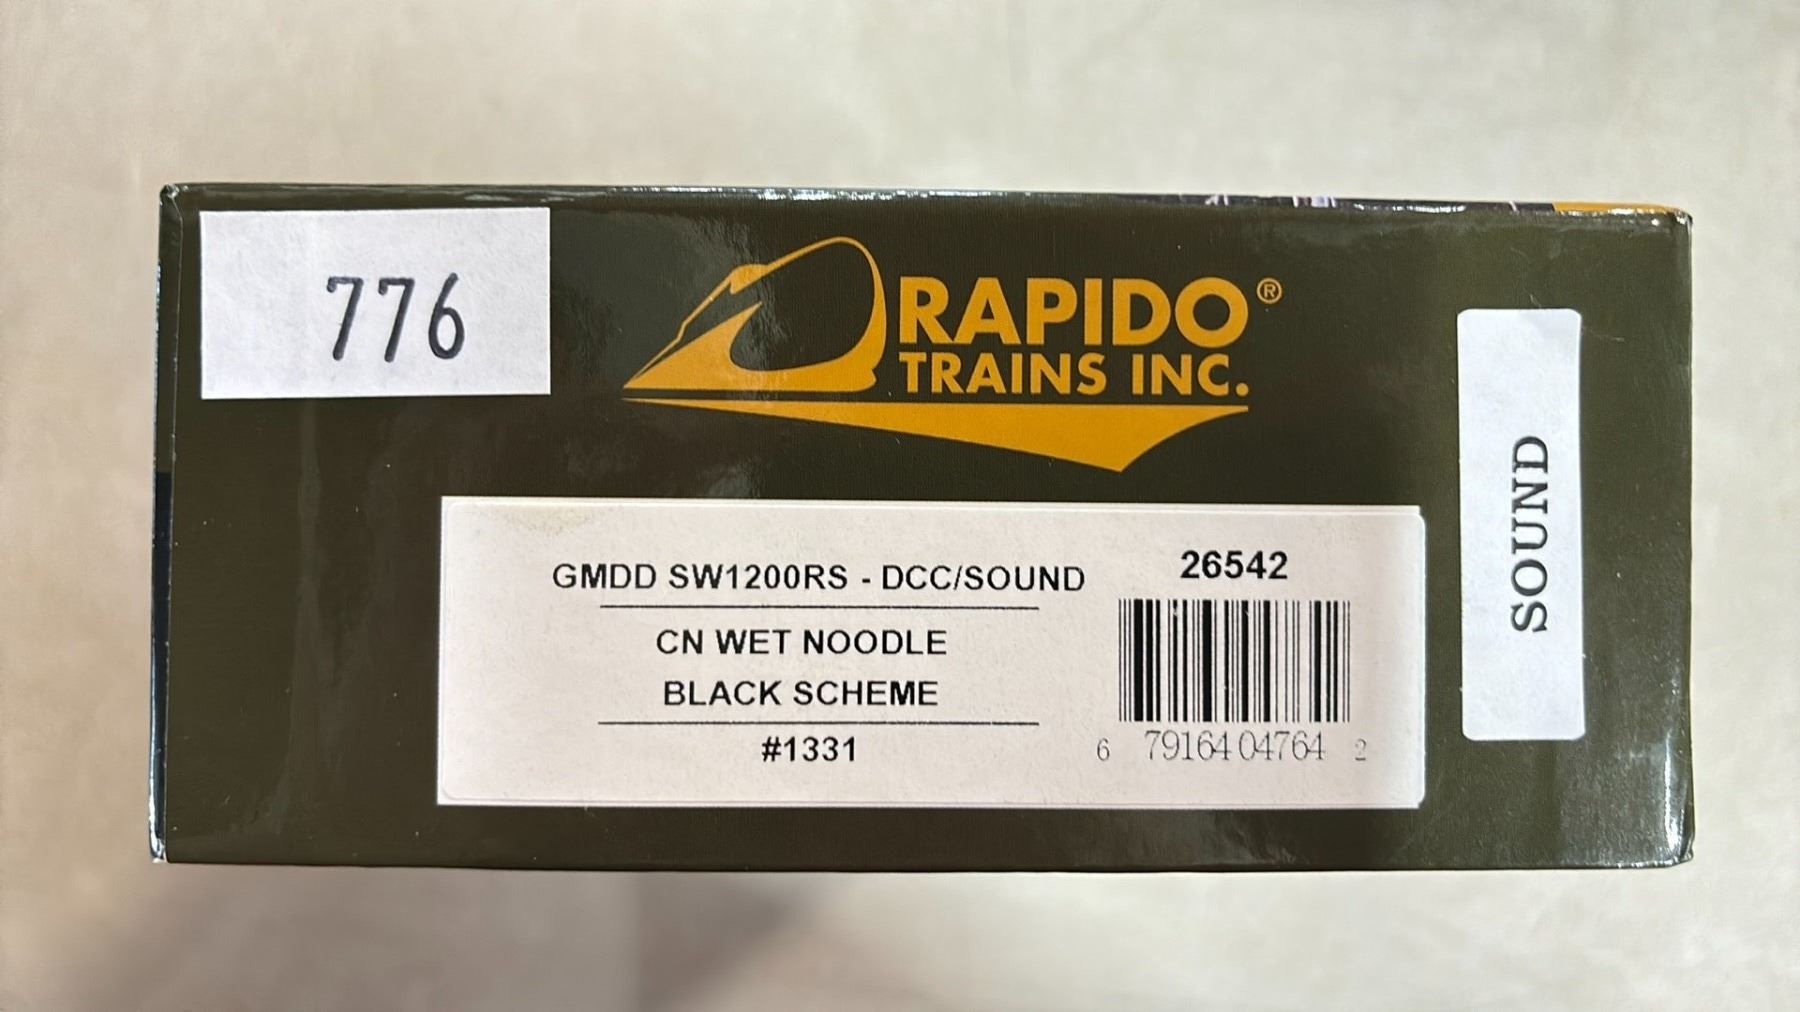 776
RAPIDO®
TRAINS INC.
SOUND
GMDD SW1200RS - DCC/SOUND
CN WET NOODLE
BLACK SCHEME
#1331
26542
6 79164 04764 2